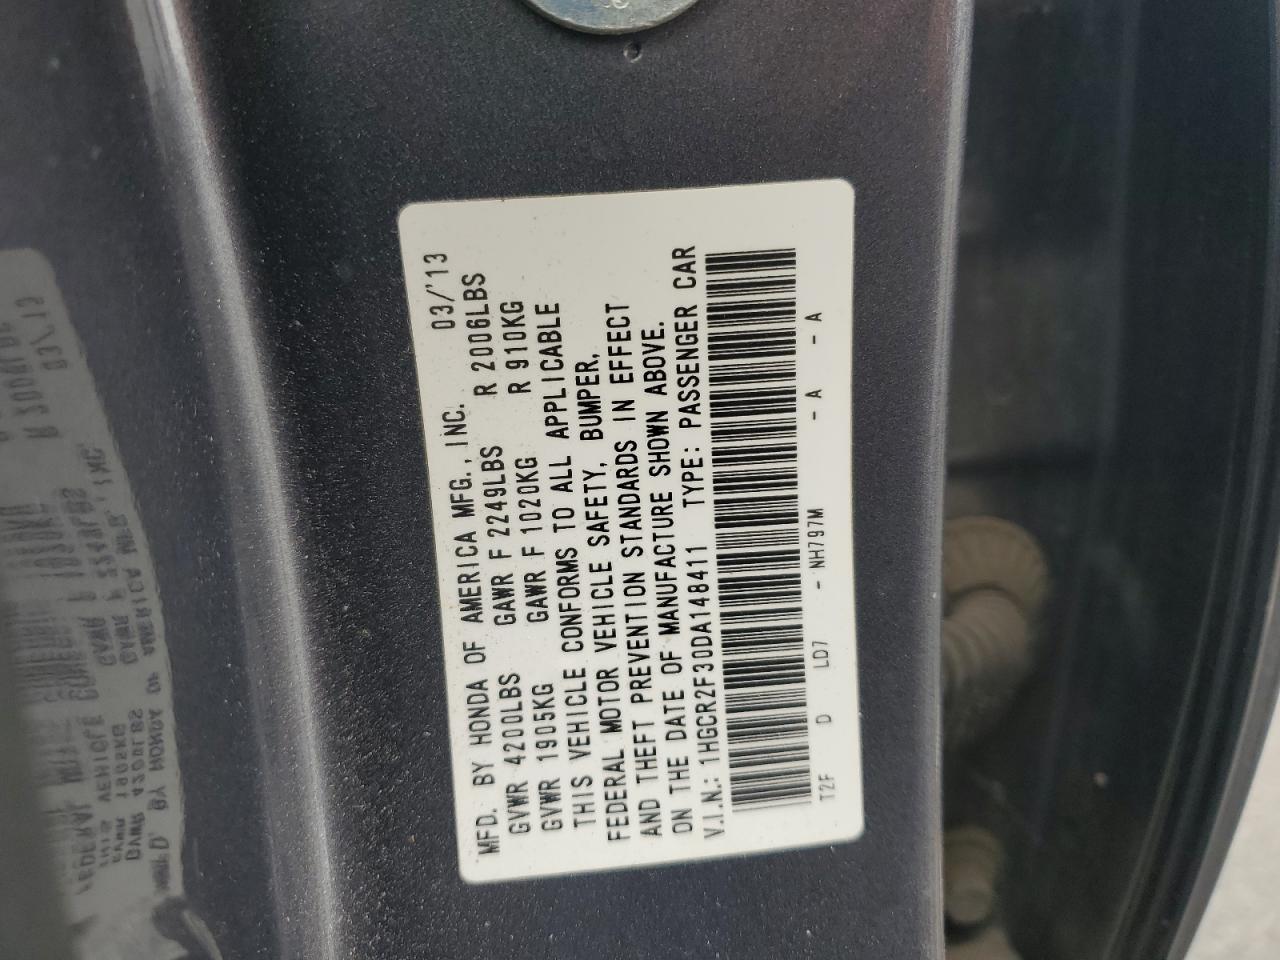 MFD. BY HONDA OF AMERICA MFG., INC. 03/'13
GVWR 4200LBS GAWR F 2249LBS R 2006LBS
GVWR 1905KG GAWR F 1020KG R 910KG
THIS VEHICLE CONFORMS TO ALL APPLICABLE
FEDERAL MOTOR VEHICLE SAFETY, BUMPER,
AND THEFT PREVENTION STANDARDS IN EFFECT
ON THE DATE OF MANUFACTURE SHOWN ABOVE.
V.I.N.: 1HGCR2F30DA148411 TYPE: PASSENGER CAR
T2F D LD7 - NH797M - A - A